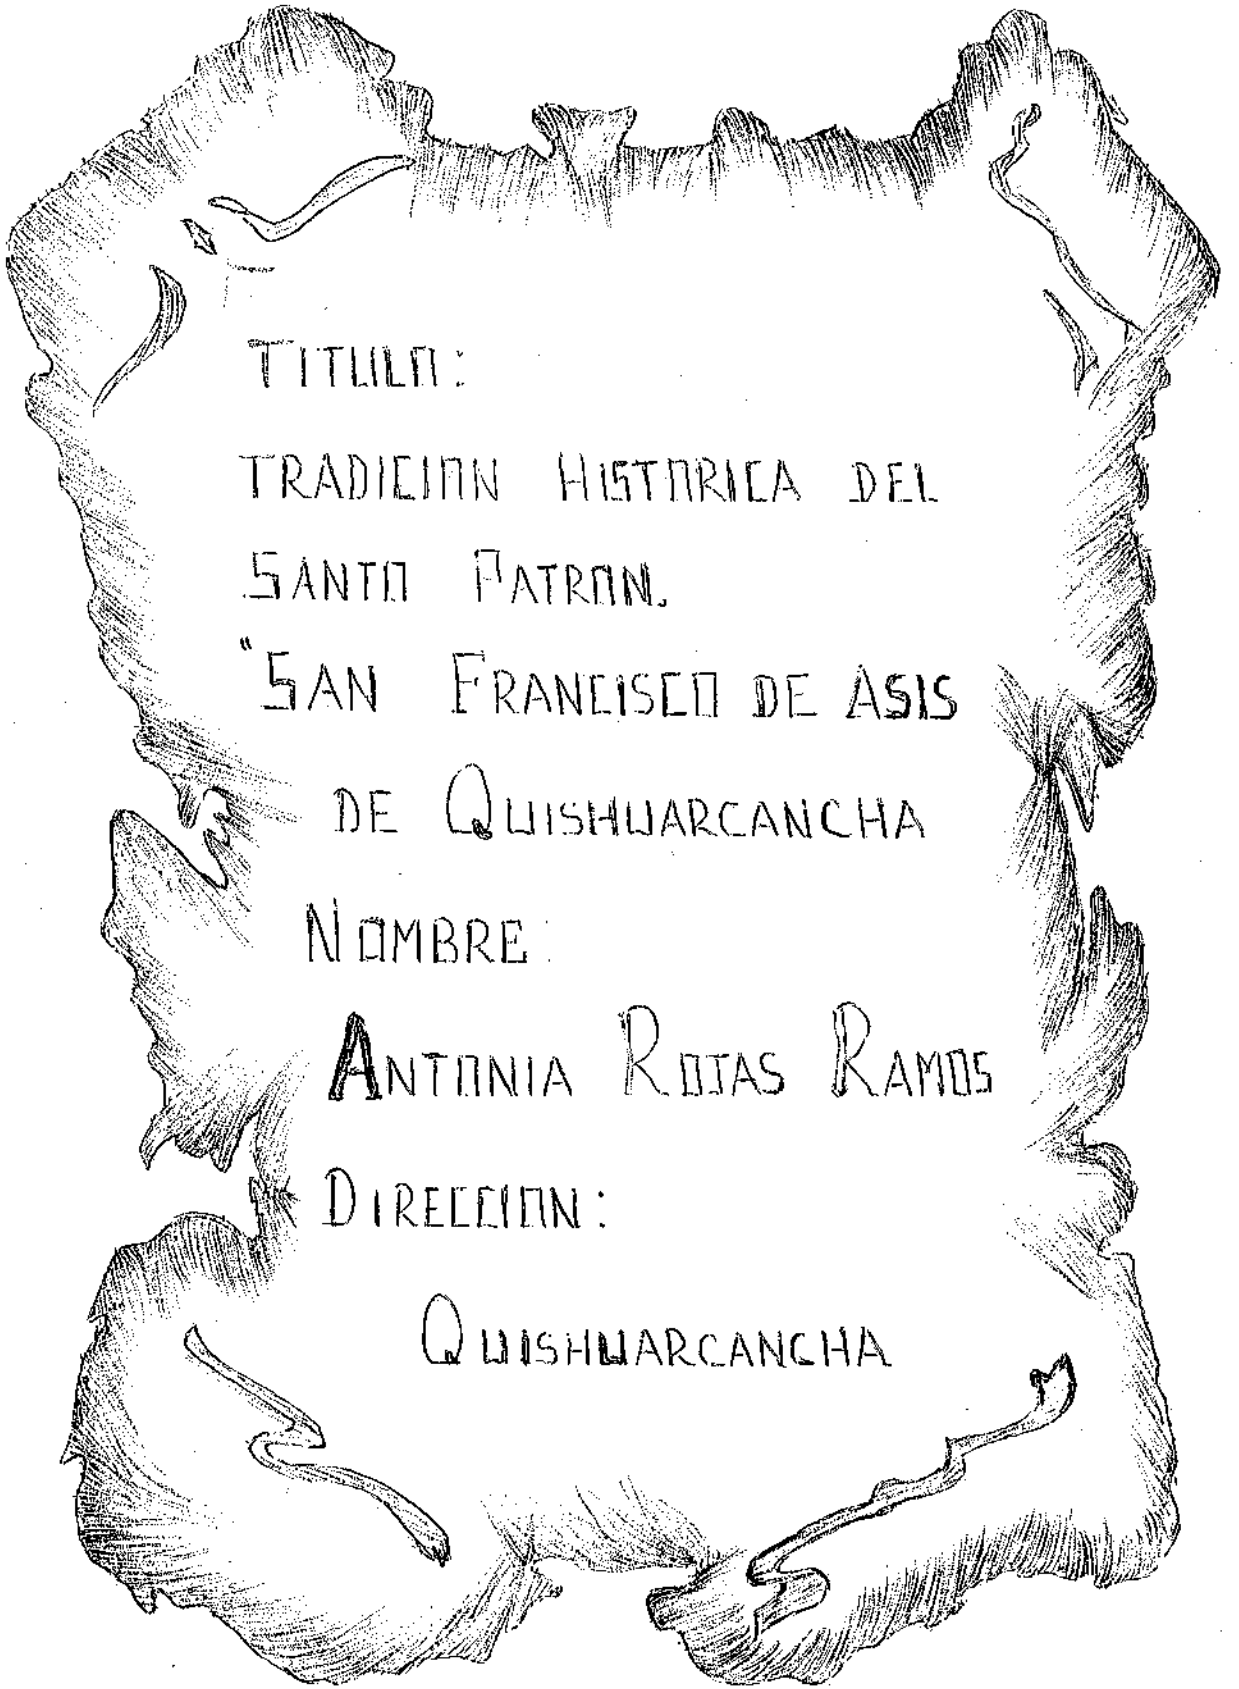 TITULO:
TRADICION HISTORICA DEL
SANTO PATRON.
"SAN FRANCISCO DE ASIS
DE QUISHUARCANCHA
NOMBRE:
ANTONIA ROJAS RAMOS
DIRECCION:
QUISHUARCANCHA